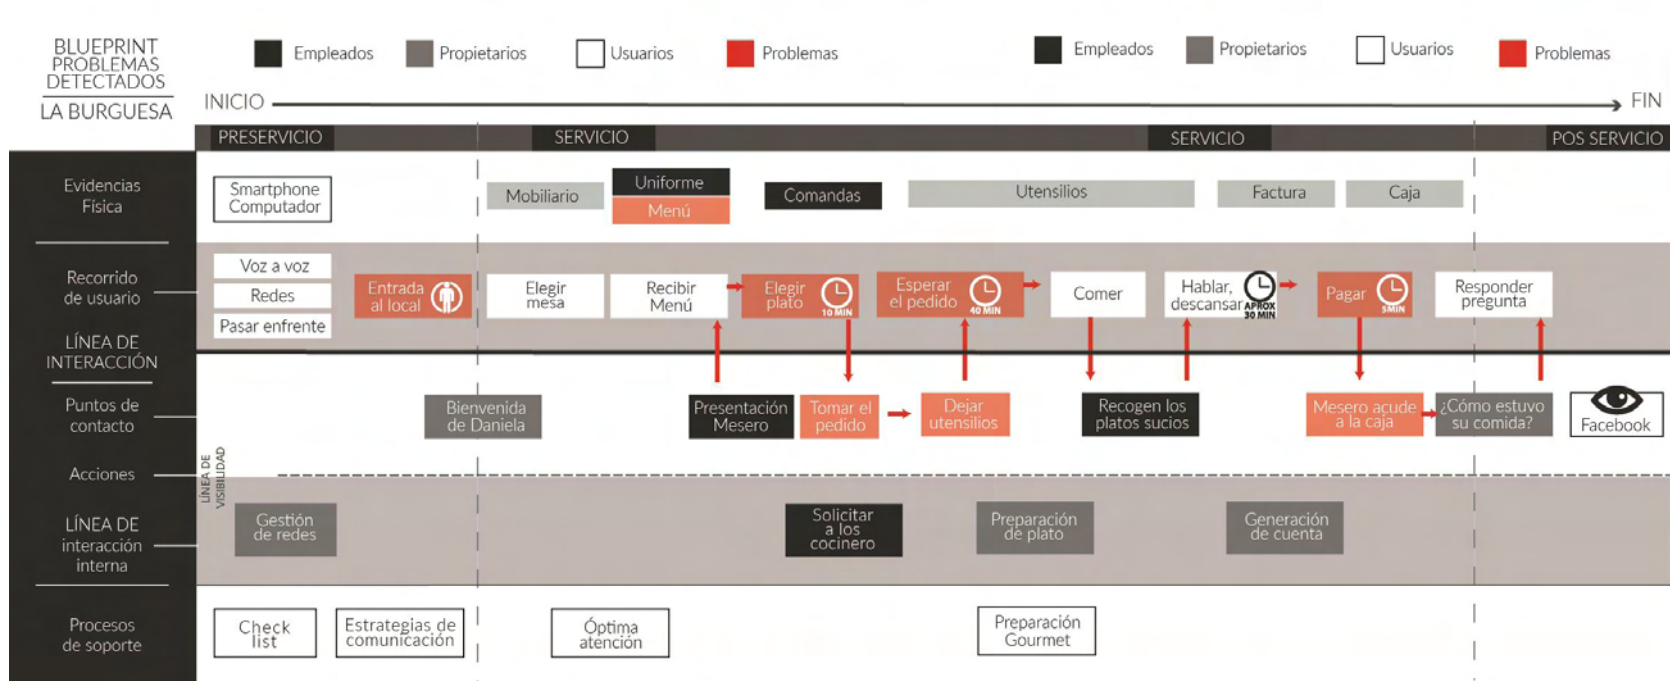 BLUEPRINT
PROBLEMAS
DETECTADOS
LA BURGUESA
Empleados
Propietarios
Usuarios
Problemas
Empleados
Propietarios
Usuarios
Problemas
INICIO
FIN
PRESERVICIO
SERVICIO
SERVICIO
POS SERVICIO
Evidencias
Física
Smartphone
Computador
Mobiliario
Uniforme
Menú
Comandas
Utensilios
Factura
Caja
Recorrido
de usuario
Voz a voz
Redes
Pasar enfrente
Entrada
al local
Elegir
mesa
Recibir
Menú
Elegir
plato
10 MIN
Esperar
el pedido
40 MIN
Comer
Hablar,
descansar
APROX
30 MIN
Pagar
5MIN
Responder
pregunta
LÍNEA DE
INTERACCIÓN
Puntos de
contacto
Bienvenida
de Daniela
Presentación
Mesero
Tomar el
pedido
Dejar
utensilios
Recogen los
platos sucios
Mesero acude
a la caja
¿Cómo estuvo
su comida?
Facebook
Acciones
LÍNEA DE
VISIBILIDAD
LÍNEA DE
interacción
interna
Gestión
de redes
Solicitar
a los
cocinero
Preparación
de plato
Generación
de cuenta
Procesos
de soporte
Check
list
Estrategias de
comunicación
Óptima
atención
Preparación
Gourmet